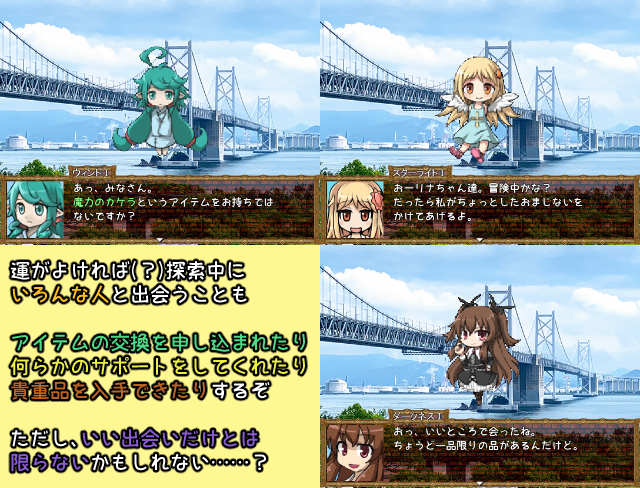 ウィンドエ
あっ、みなさん。
魔力のカケラというアイテムをお持ちでは
ないですか？
スターライトエ
おーリナちゃん達。冒険中かな？
だったら私がちょっとしたおまじないを
かけてあげるよ。
運がよければ(？)探索中に
いろんな人と出会うことも
アイテムの交換を申し込まれたり
何らかのサポートをしてくれたり
貴重品を入手できたりするぞ
ただし、いい出会いだけとは
限らないかもしれない……？
ダークネスエ
おっ、いいところで会ったね。
ちょうど一品限りの品があるんだけど。